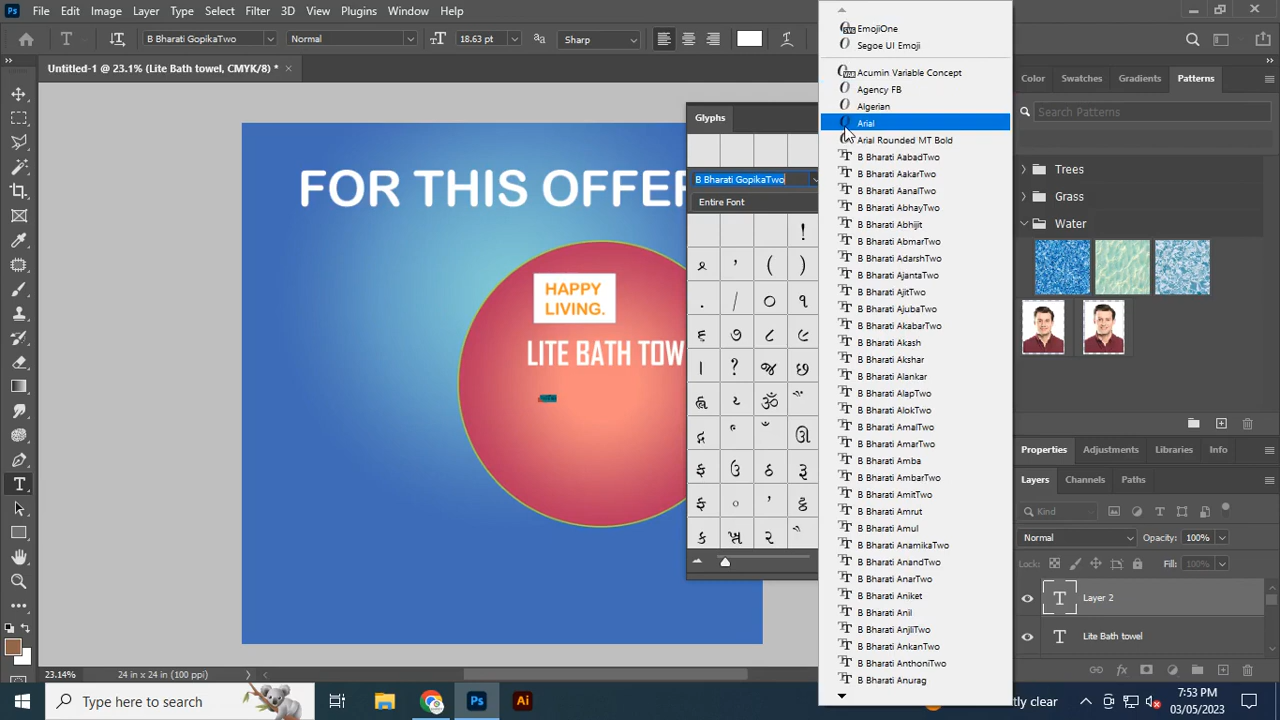 File Edit Image Layer Type Select Filter 3D View Plugins Window Help
B Bharati GopikaTwo Normal 18.63 pt Sharp
Untitled-1 @ 23.1% (Lite Bath towel, CMYK/8) *
FOR THIS OFFER
HAPPY
LIVING.
LITE BATH TOW
Glyphs
B Bharati GopikaTwo
Entire Font
EmojiOne
Segoe UI Emoji
Acumin Variable Concept
Agency FB
Algerian
Arial
Arial Rounded MT Bold
B Bharati AabadTwo
B Bharati AakarTwo
B Bharati AanalTwo
B Bharati AbhayTwo
B Bharati Abhijit
B Bharati AbmarTwo
B Bharati AdarshTwo
B Bharati AjantaTwo
B Bharati AjitTwo
B Bharati AjubaTwo
B Bharati AkabarTwo
B Bharati Akash
B Bharati Akshar
B Bharati Alankar
B Bharati AlapTwo
B Bharati AlokTwo
B Bharati AmalTwo
B Bharati AmarTwo
B Bharati Amba
B Bharati AmbarTwo
B Bharati AmitTwo
B Bharati Amrut
B Bharati Amul
B Bharati AnamikaTwo
B Bharati AnandTwo
B Bharati AnarTwo
B Bharati Aniket
B Bharati Anil
B Bharati AnjliTwo
B Bharati AnkanTwo
B Bharati AnthoniTwo
B Bharati Anurag
Color Swatches Gradients Patterns
Search Patterns
Trees
Grass
Water
Properties Adjustments Libraries Info
Layers Channels Paths
Kind
Normal Opacity: 100%
Lock: Fill: 100%
Layer 2
Lite Bath towel
23.14% 24 in x 24 in (100 ppi)
Type here to search
Ps Ai
tly clear
7:53 PM
03/05/2023